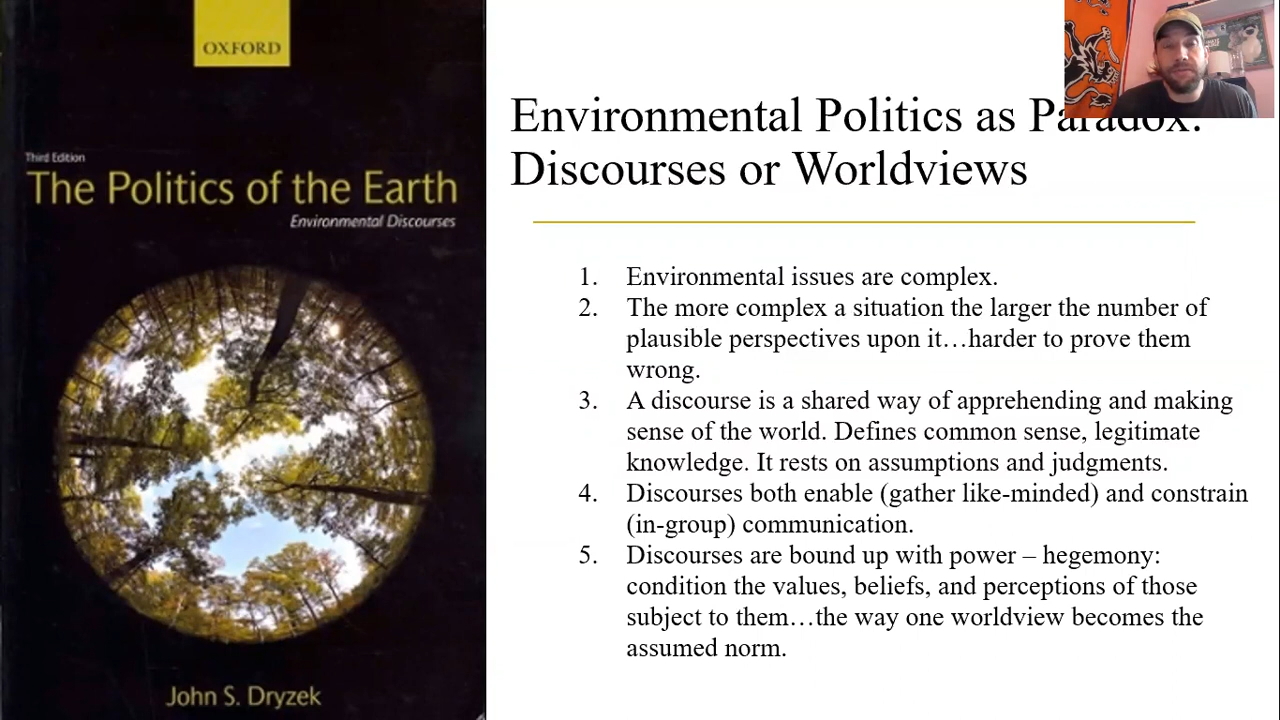 OXFORD
Third Edition
The Politics of the Earth
Environmental Discourses
John S. Dryzek
Environmental Politics as Paradox:
Discourses or Worldviews
1. Environmental issues are complex.
2. The more complex a situation the larger the number of
plausible perspectives upon it…harder to prove them
wrong.
3. A discourse is a shared way of apprehending and making
sense of the world. Defines common sense, legitimate
knowledge. It rests on assumptions and judgments.
4. Discourses both enable (gather like-minded) and constrain
(in-group) communication.
5. Discourses are bound up with power – hegemony:
condition the values, beliefs, and perceptions of those
subject to them…the way one worldview becomes the
assumed norm.